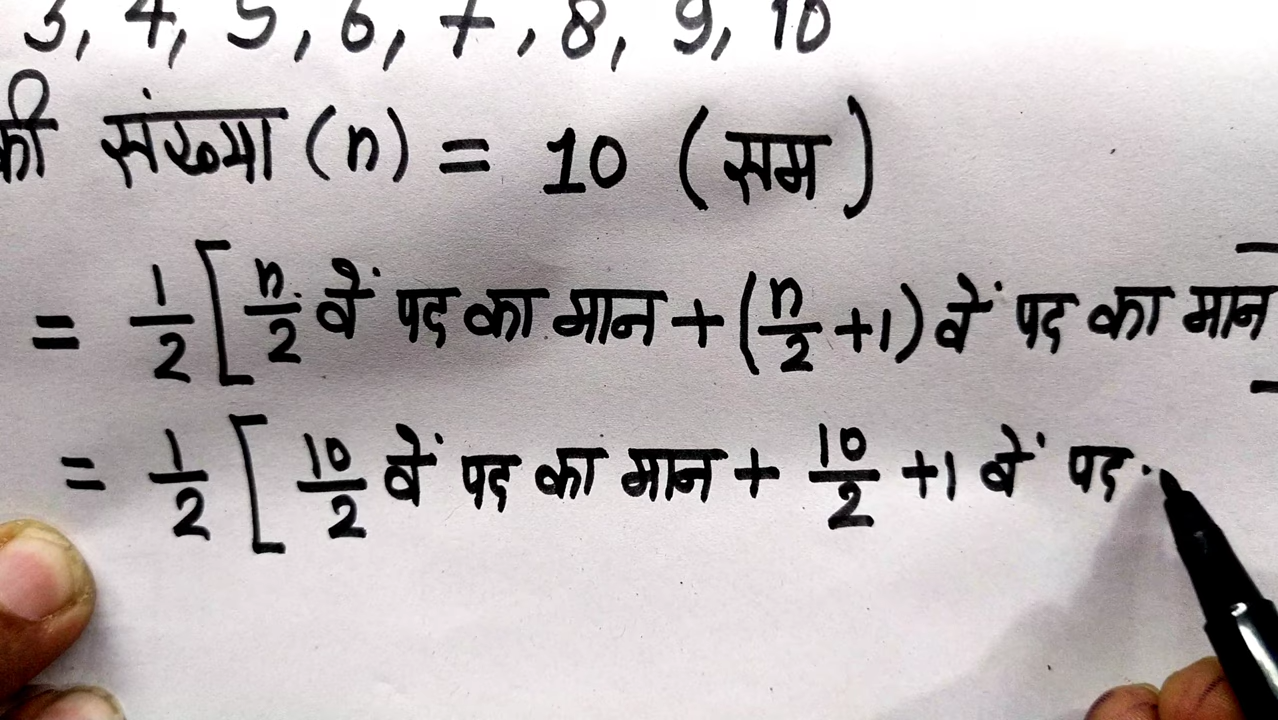 3, 4, 5, 6, 7, 8, 9, 10
की संख्या (n) = 10 (सम)
= 1/2 [n/2 वें पद का मान + (n/2 + 1) वें पद का मान]
= 1/2 [10/2 वें पद का मान + 10/2 + 1 वें पद